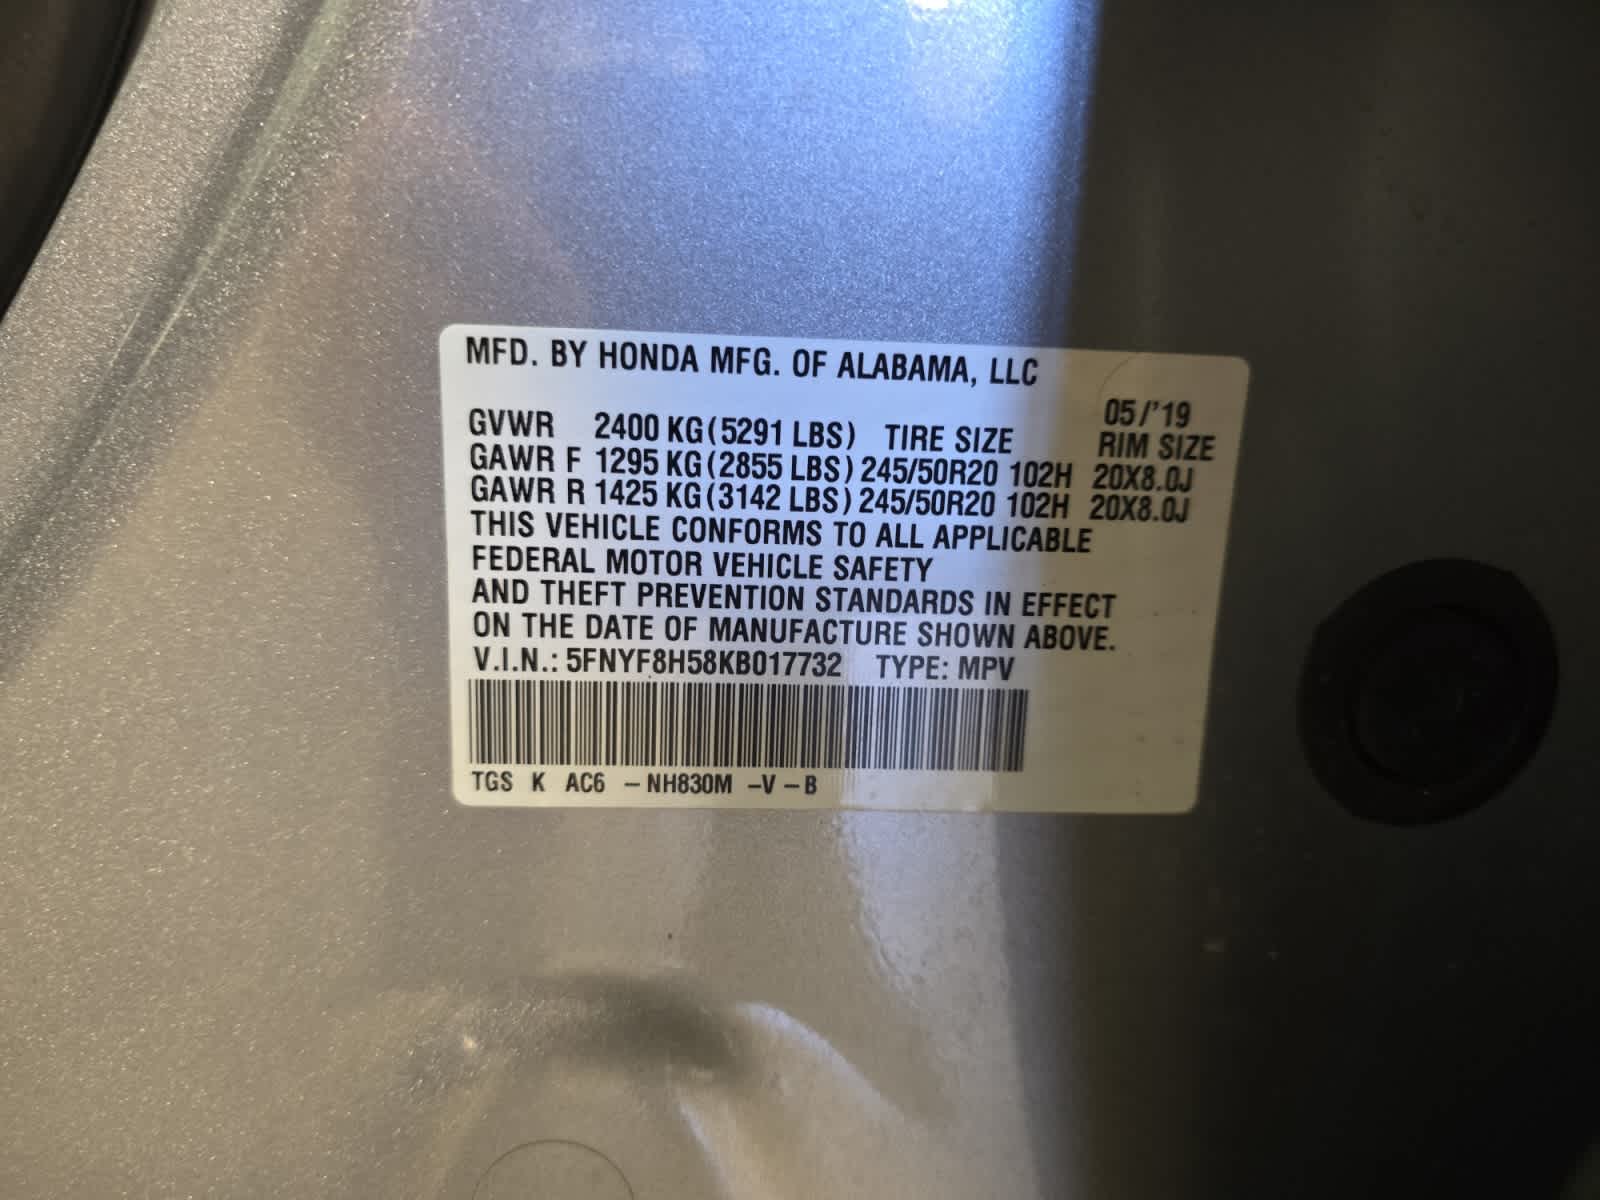 MFD. BY HONDA MFG. OF ALABAMA, LLC
05/'19
GVWR 2400 KG(5291 LBS) TIRE SIZE RIM SIZE
GAWR F 1295 KG(2855 LBS) 245/50R20 102H 20X8.0J
GAWR R 1425 KG(3142 LBS) 245/50R20 102H 20X8.0J
THIS VEHICLE CONFORMS TO ALL APPLICABLE
FEDERAL MOTOR VEHICLE SAFETY
AND THEFT PREVENTION STANDARDS IN EFFECT
ON THE DATE OF MANUFACTURE SHOWN ABOVE.
V.I.N.: 5FNYF8H58KB017732 TYPE: MPV
TGS K AC6 -NH830M -V -B